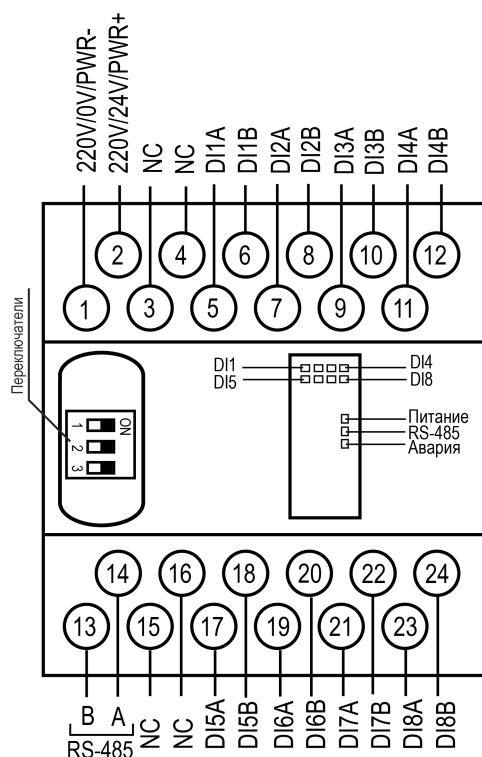 220V/0V/PWR-
220V/24V/PWR+
NC
NC
DI1A
DI1B
DI2A
DI2B
DI3A
DI3B
DI4A
DI4B
2
4
6
8
10
12
1
3
5
7
9
11
Переключатели
ON
1
2
3
DI1
DI4
DI5
DI8
Питание
RS-485
Авария
14
16
18
20
22
24
13
15
17
19
21
23
B
A
RS-485
NC
NC
DI5A
DI5B
DI6A
DI6B
DI7A
DI7B
DI8A
DI8B